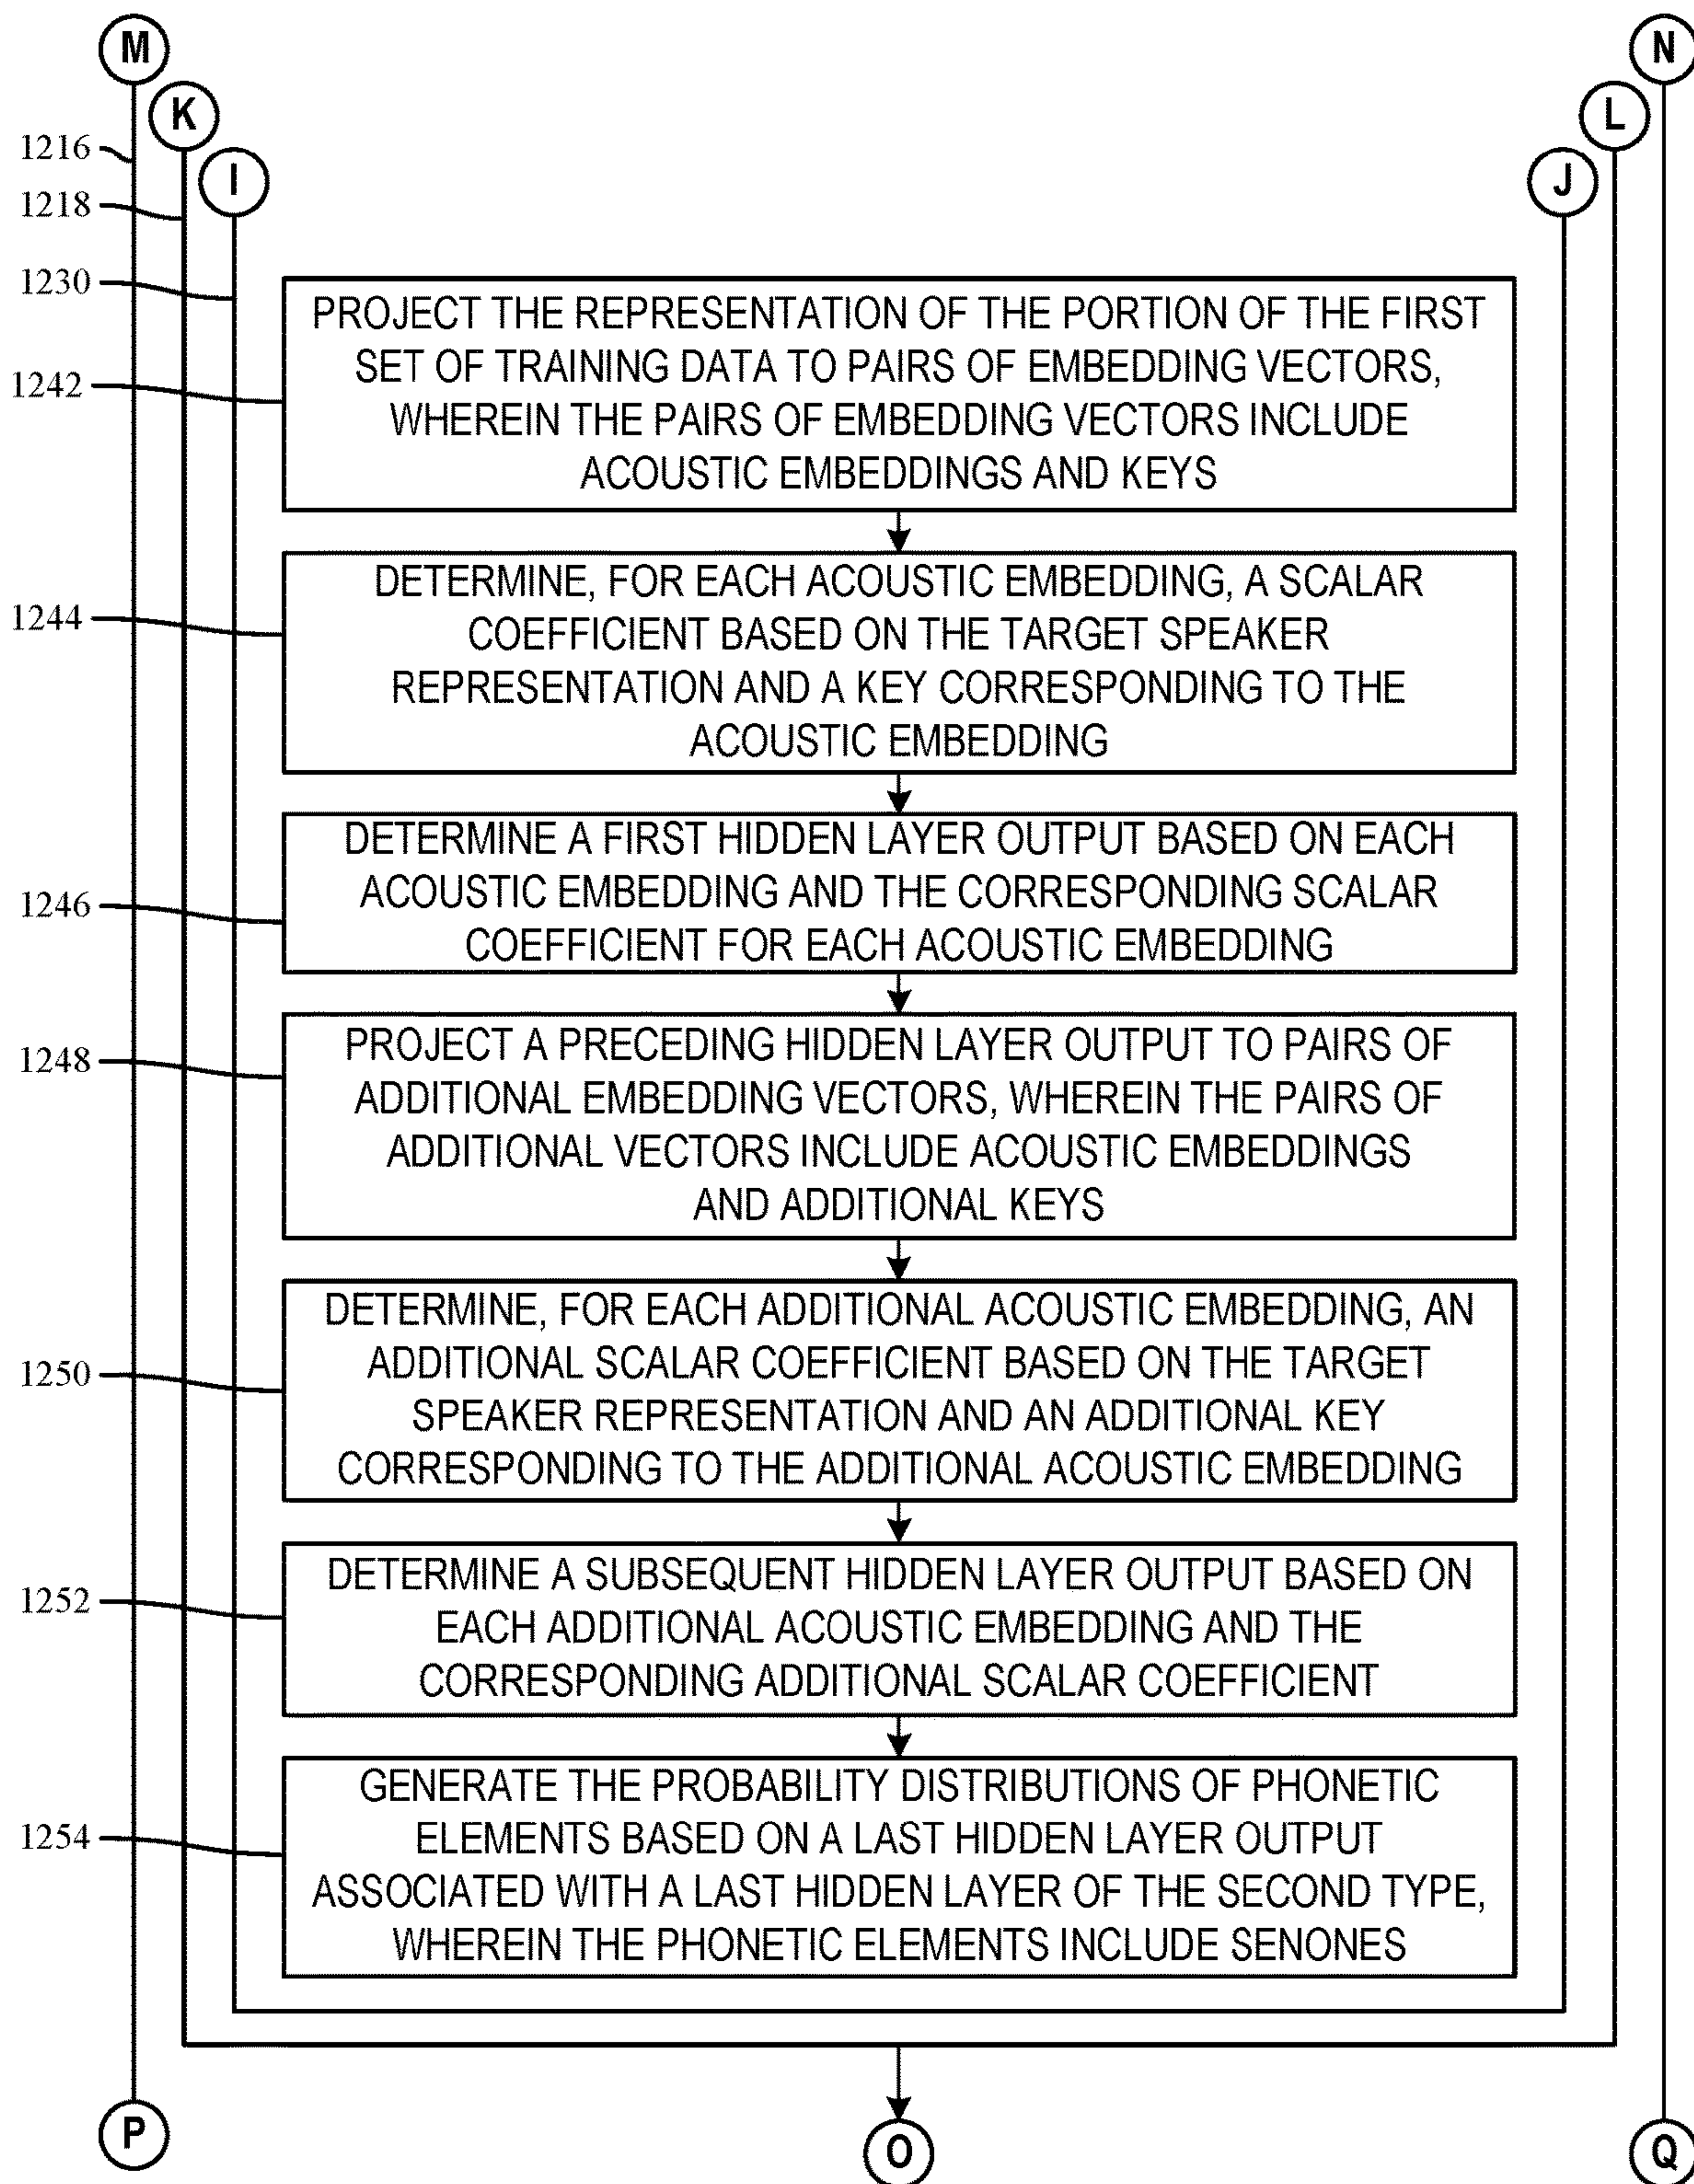 M
N
K
L
1216
I
J
1218
1230
PROJECT THE REPRESENTATION OF THE PORTION OF THE FIRST
SET OF TRAINING DATA TO PAIRS OF EMBEDDING VECTORS,
1242
WHEREIN THE PAIRS OF EMBEDDING VECTORS INCLUDE
ACOUSTIC EMBEDDINGS AND KEYS
DETERMINE, FOR EACH ACOUSTIC EMBEDDING, A SCALAR
1244
COEFFICIENT BASED ON THE TARGET SPEAKER
REPRESENTATION AND A KEY CORRESPONDING TO THE
ACOUSTIC EMBEDDING
DETERMINE A FIRST HIDDEN LAYER OUTPUT BASED ON EACH
ACOUSTIC EMBEDDING AND THE CORRESPONDING SCALAR
1246
COEFFICIENT FOR EACH ACOUSTIC EMBEDDING
PROJECT A PRECEDING HIDDEN LAYER OUTPUT TO PAIRS OF
1248
ADDITIONAL EMBEDDING VECTORS, WHEREIN THE PAIRS OF
ADDITIONAL VECTORS INCLUDE ACOUSTIC EMBEDDINGS
AND ADDITIONAL KEYS
DETERMINE, FOR EACH ADDITIONAL ACOUSTIC EMBEDDING, AN
ADDITIONAL SCALAR COEFFICIENT BASED ON THE TARGET
1250
SPEAKER REPRESENTATION AND AN ADDITIONAL KEY
CORRESPONDING TO THE ADDITIONAL ACOUSTIC EMBEDDING
DETERMINE A SUBSEQUENT HIDDEN LAYER OUTPUT BASED ON
1252
EACH ADDITIONAL ACOUSTIC EMBEDDING AND THE
CORRESPONDING ADDITIONAL SCALAR COEFFICIENT
GENERATE THE PROBABILITY DISTRIBUTIONS OF PHONETIC
1254
ELEMENTS BASED ON A LAST HIDDEN LAYER OUTPUT
ASSOCIATED WITH A LAST HIDDEN LAYER OF THE SECOND TYPE,
WHEREIN THE PHONETIC ELEMENTS INCLUDE SENONES
P
O
Q